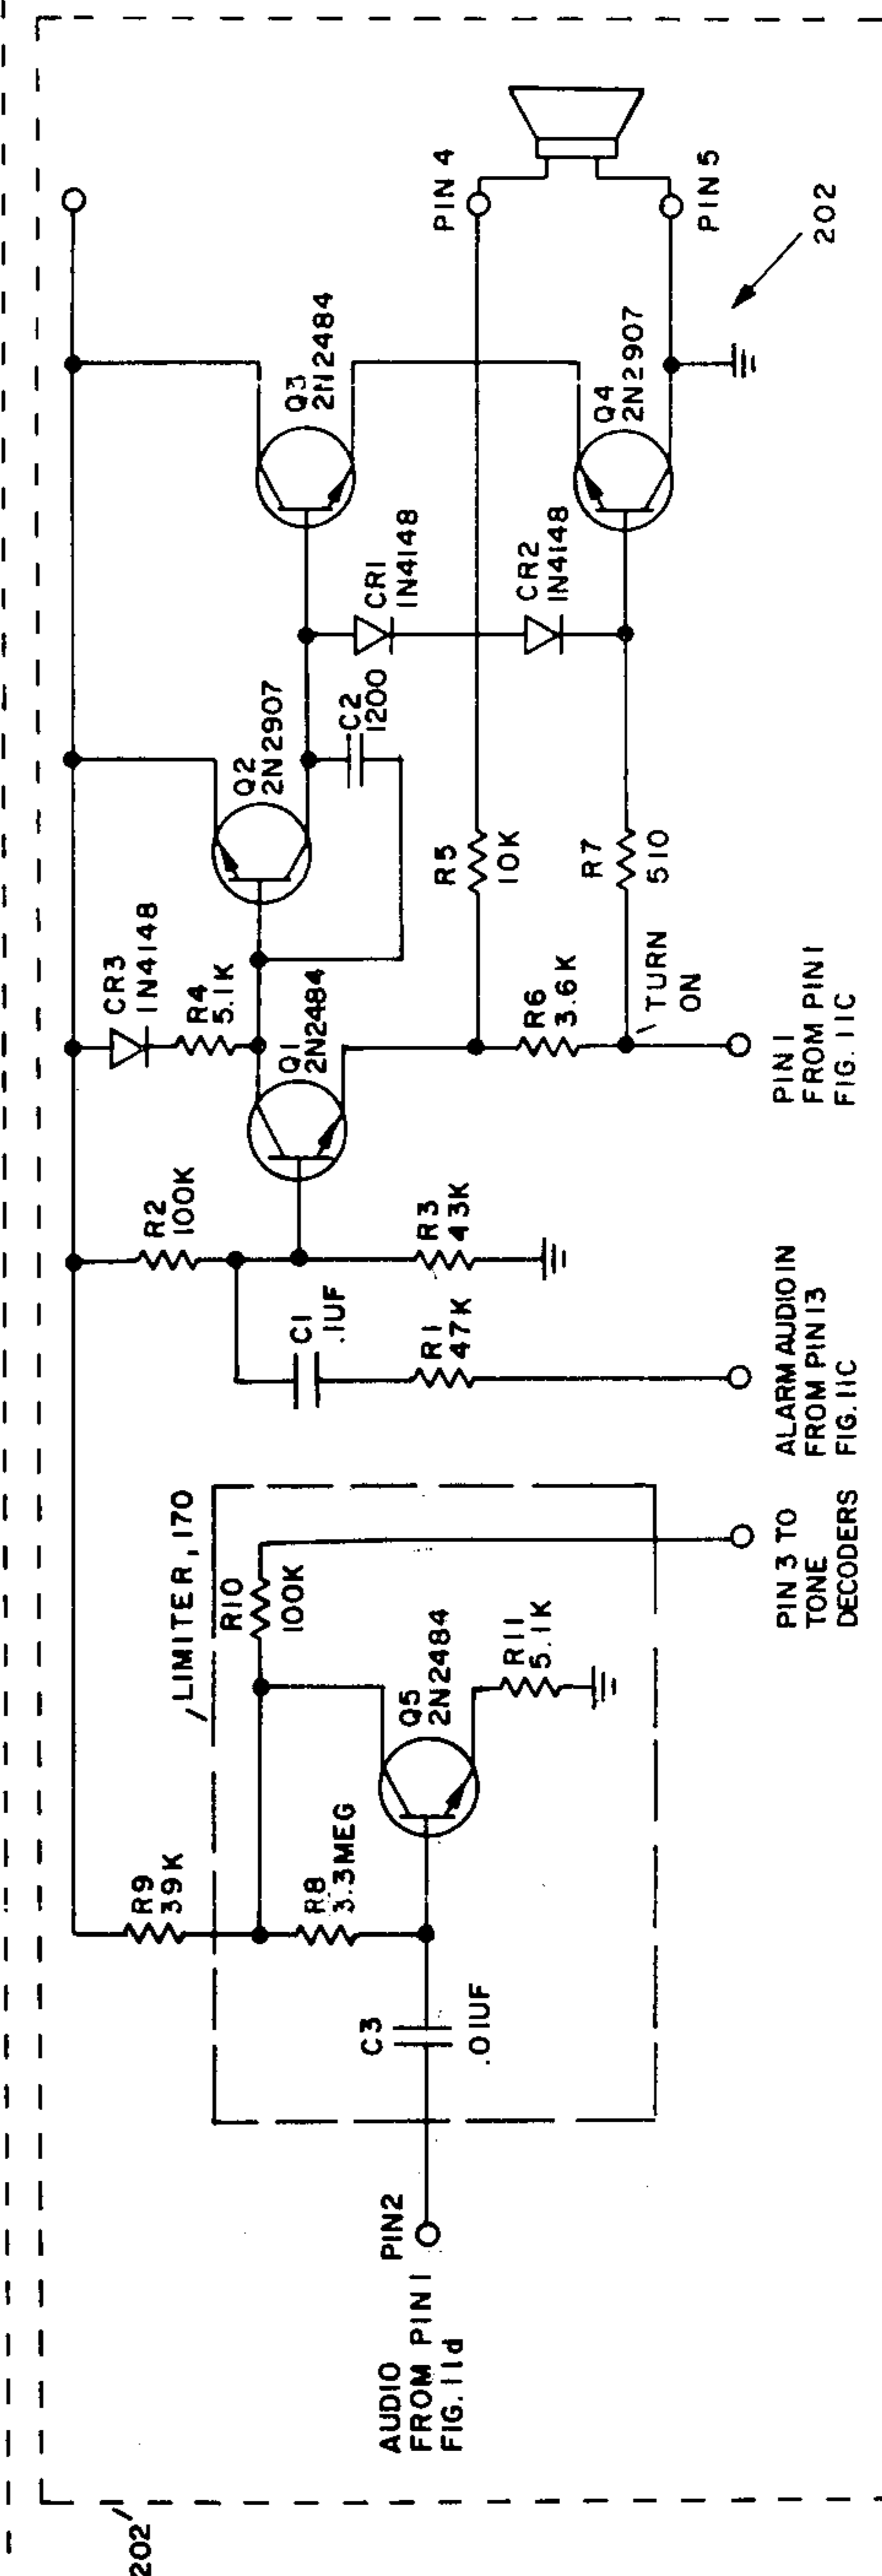 202
AUDIO
FROM PIN 1
FIG. 11d
PIN2
C3
.01UF
R9
39K
R8
3.3MEG
LIMITER, 170
R10
100K
Q5
2N2484
R11
5.1K
PIN 3 TO
TONE
DECODERS
ALARM AUDIO IN
FROM PIN 13
FIG. 11C
C1
.1UF
R1
47K
R2
100K
R3
43K
CR3
1N4148
R4
5.1K
Q1
2N2484
R6
3.6K
TURN
ON
PIN 1
FROM PIN1
FIG. 11C
Q2
2N2907
C2
1200
R5
10K
R7
510
CR1
1N4148
CR2
1N4148
Q3
2N2484
Q4
2N2907
PIN 4
PIN 5
202